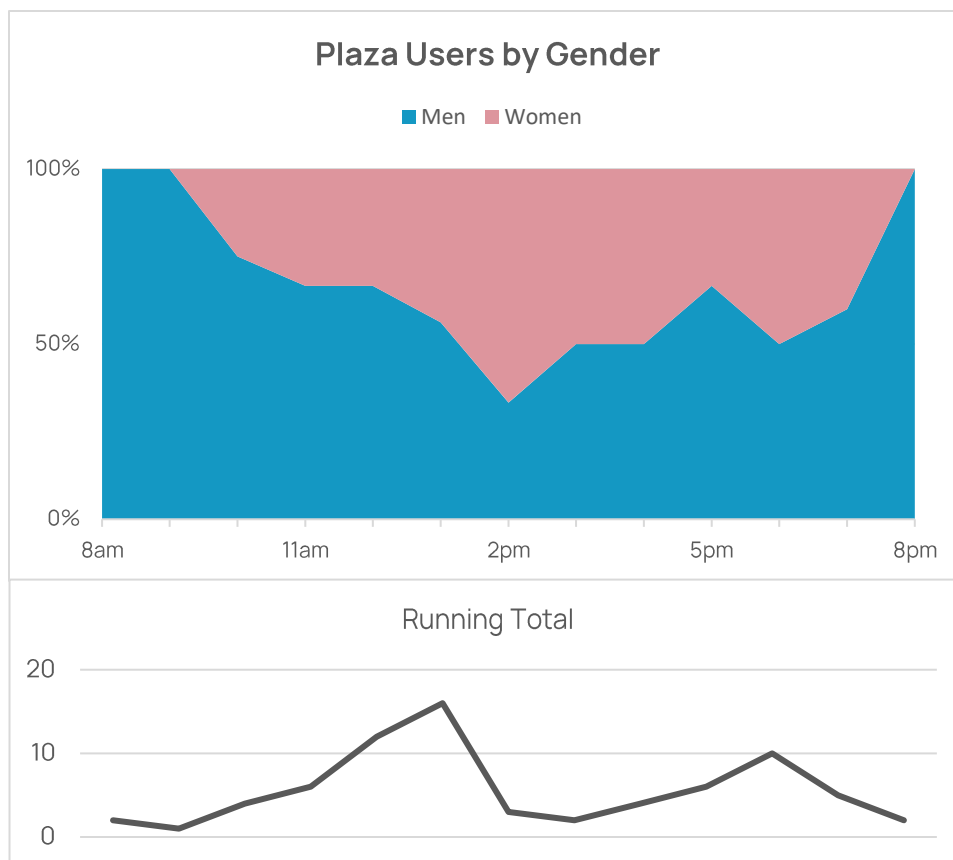 Plaza Users by Gender
Men Women
100%
50%
0%
8am 11am 2pm 5pm 8pm
Running Total
20
10
0